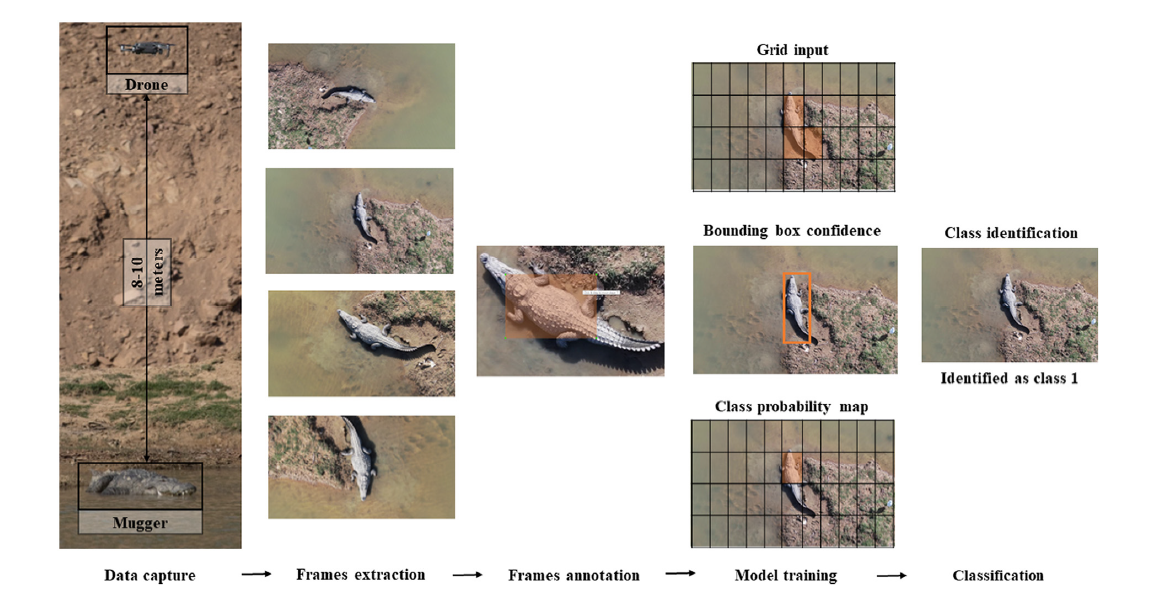 Drone
8-10
meters
Mugger
Grid input
Bounding box confidence
Class probability map
Class identification
Identified as class 1
Data capture
Frames extraction
Frames annotation
Model training
Classification